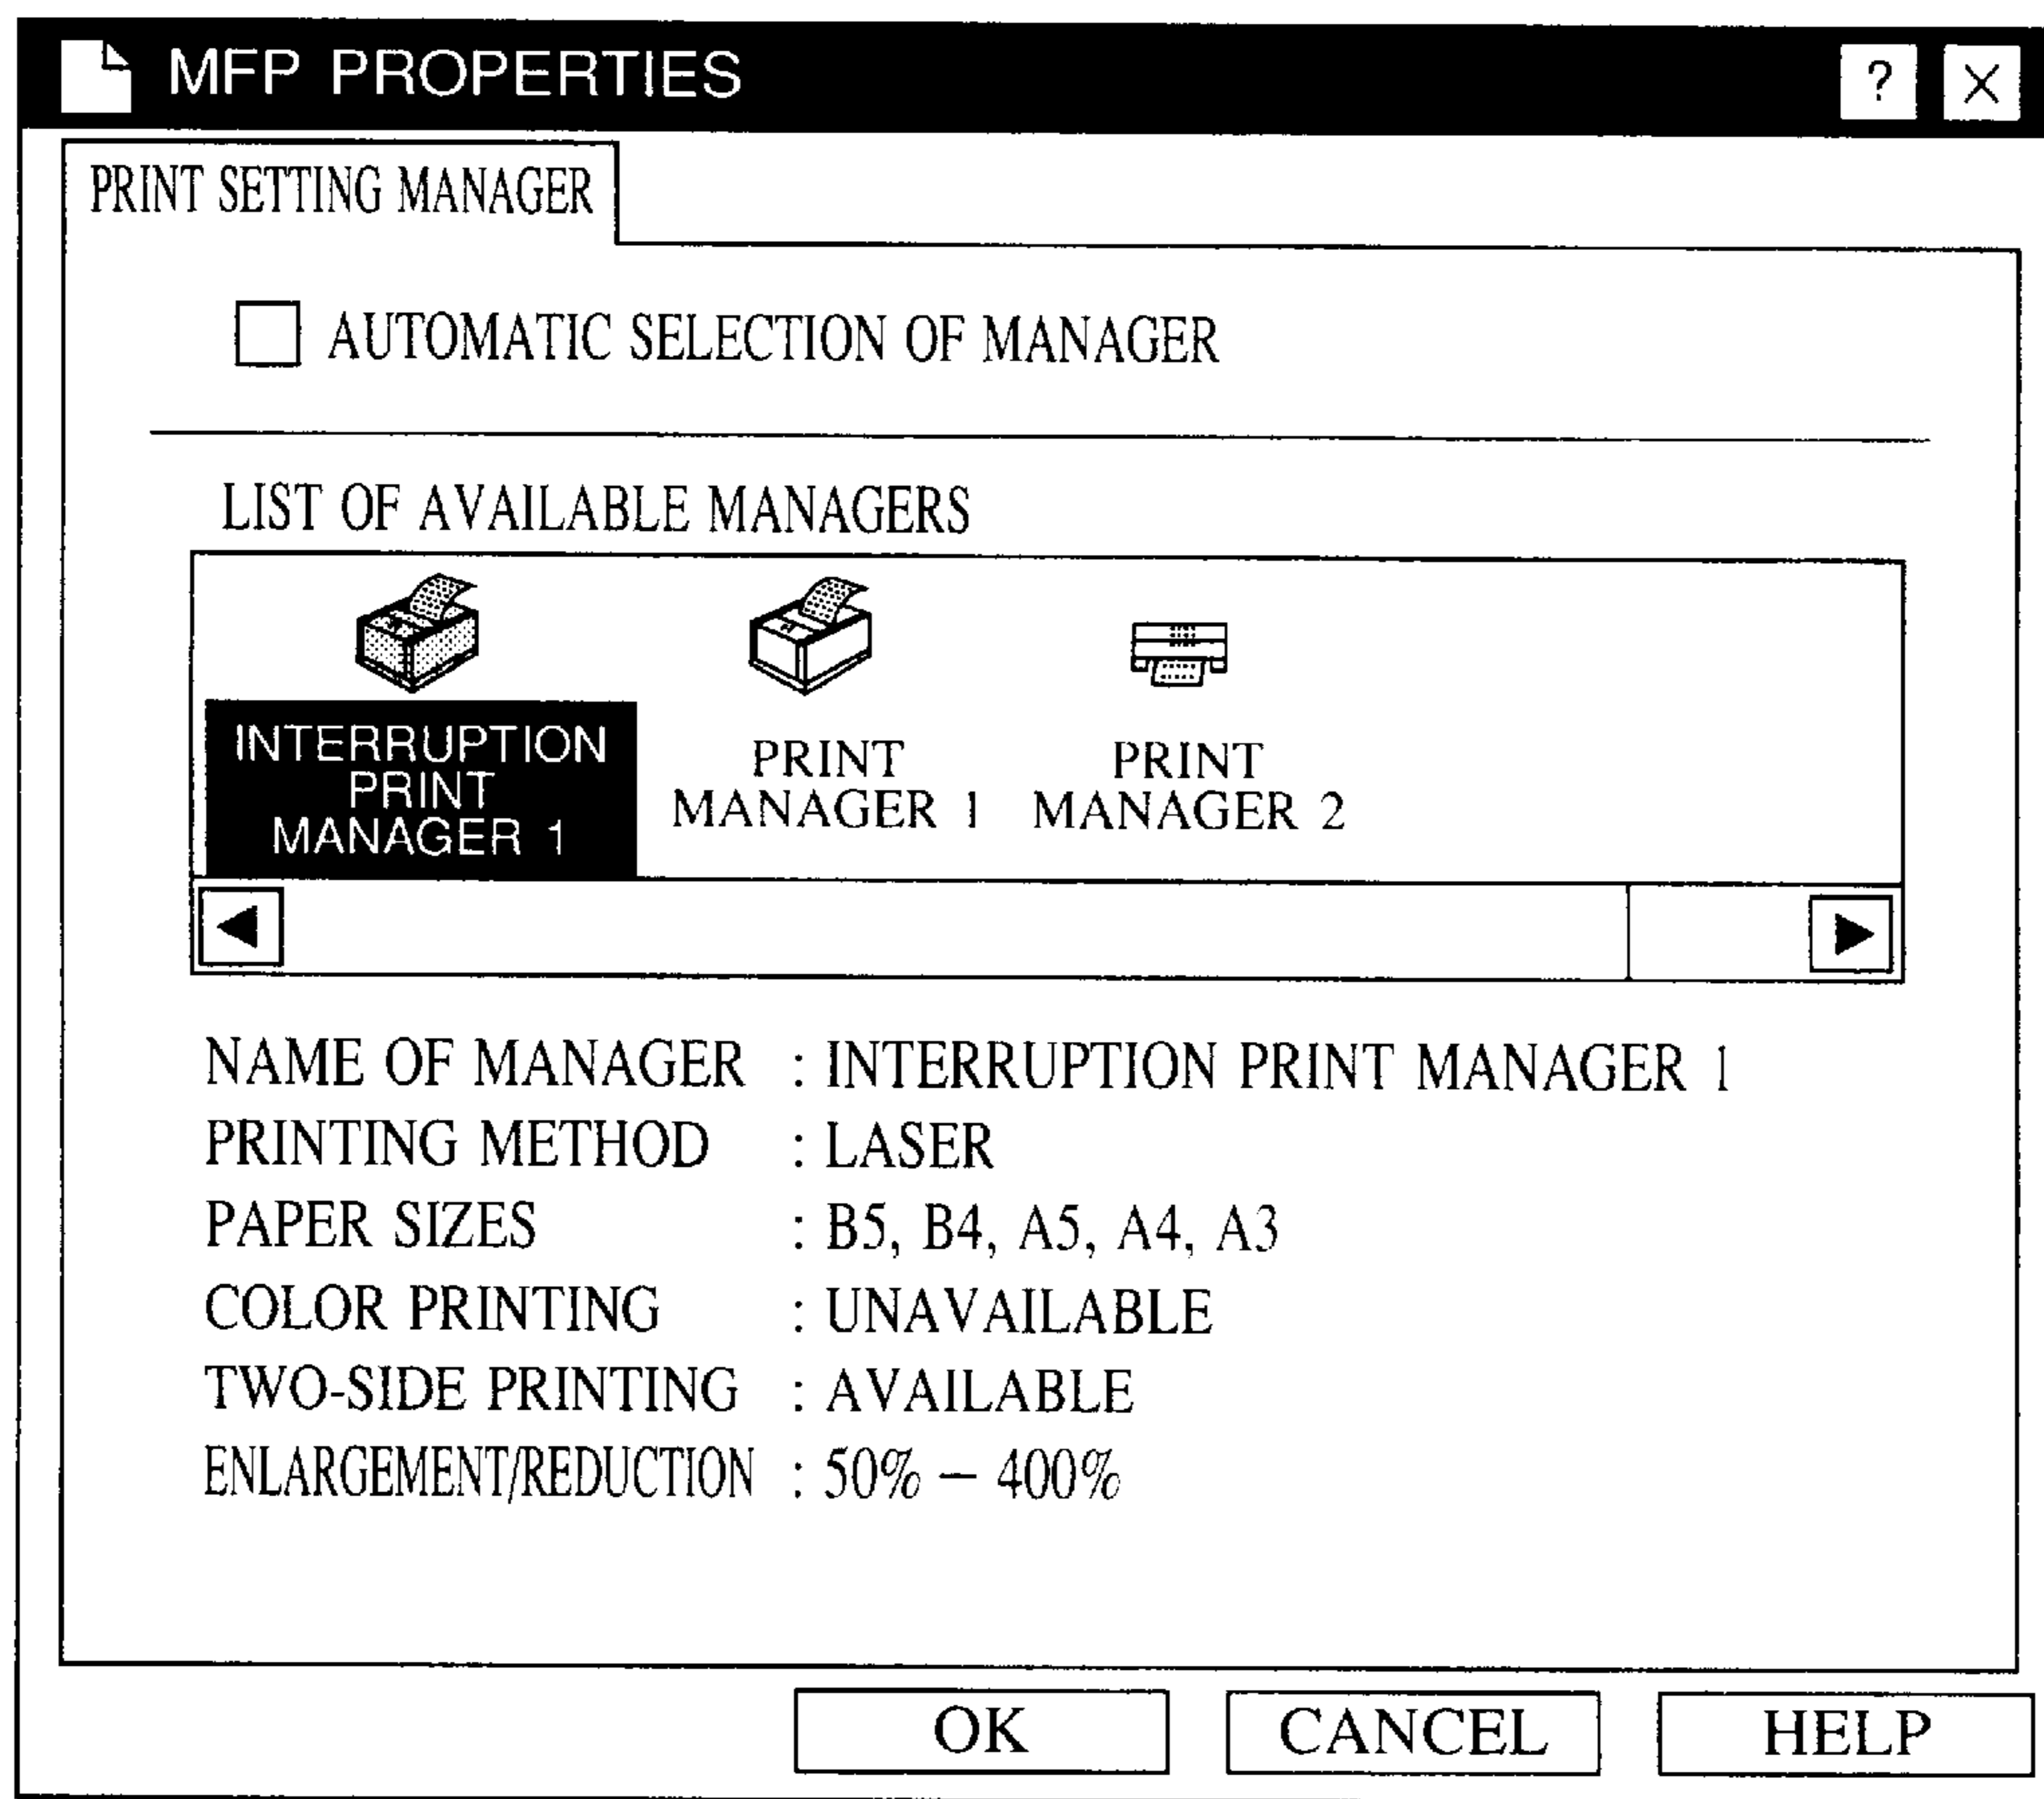 MFP PROPERTIES ? X
PRINT SETTING MANAGER
AUTOMATIC SELECTION OF MANAGER
LIST OF AVAILABLE MANAGERS
INTERRUPTION
PRINT
MANAGER 1
PRINT
MANAGER 1
PRINT
MANAGER 2
NAME OF MANAGER : INTERRUPTION PRINT MANAGER 1
PRINTING METHOD : LASER
PAPER SIZES : B5, B4, A5, A4, A3
COLOR PRINTING : UNAVAILABLE
TWO-SIDE PRINTING : AVAILABLE
ENLARGEMENT/REDUCTION : 50% – 400%
OK CANCEL HELP